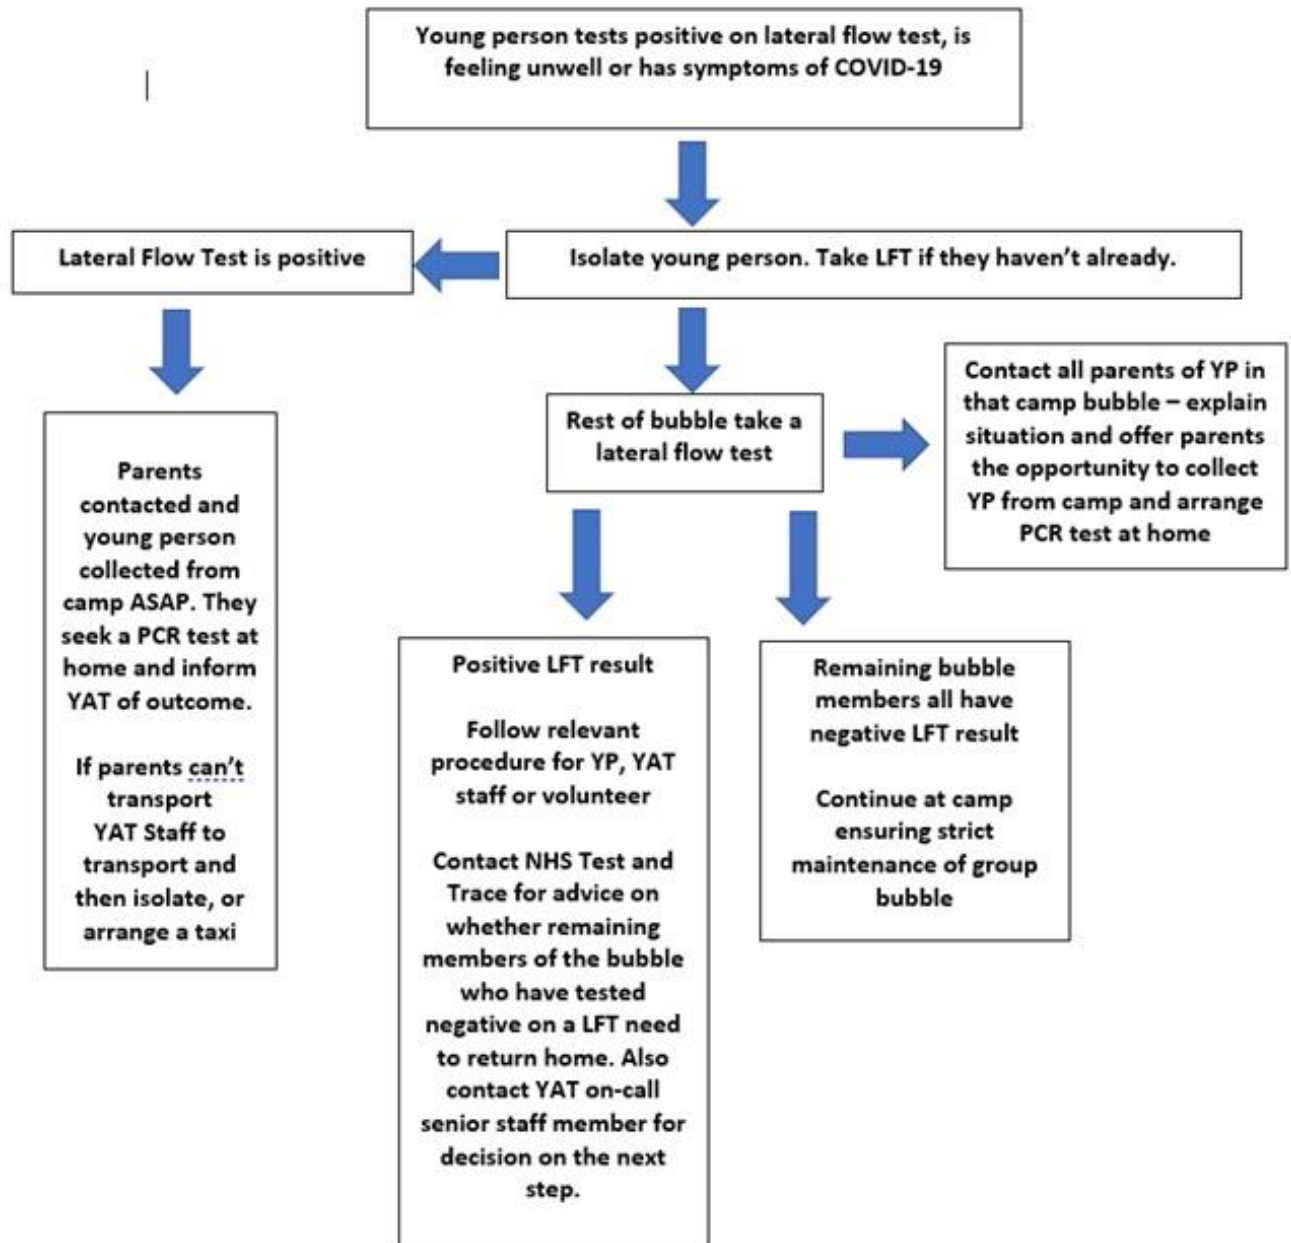 Young person tests positive on lateral flow test, is
feeling unwell or has symptoms of COVID-19
Lateral Flow Test is positive
Isolate young person. Take LFT if they haven’t already.
Rest of bubble take a
lateral flow test
Contact all parents of YP in
that camp bubble – explain
situation and offer parents
the opportunity to collect
YP from camp and arrange
PCR test at home
Parents
contacted and
young person
collected from
camp ASAP. They
seek a PCR test at
home and inform
YAT of outcome.
If parents can’t
transport
YAT Staff to
transport and
then isolate, or
arrange a taxi
Positive LFT result
Follow relevant
procedure for YP, YAT
staff or volunteer
Contact NHS Test and
Trace for advice on
whether remaining
members of the bubble
who have tested
negative on a LFT need
to return home. Also
contact YAT on-call
senior staff member for
decision on the next
step.
Remaining bubble
members all have
negative LFT result
Continue at camp
ensuring strict
maintenance of group
bubble